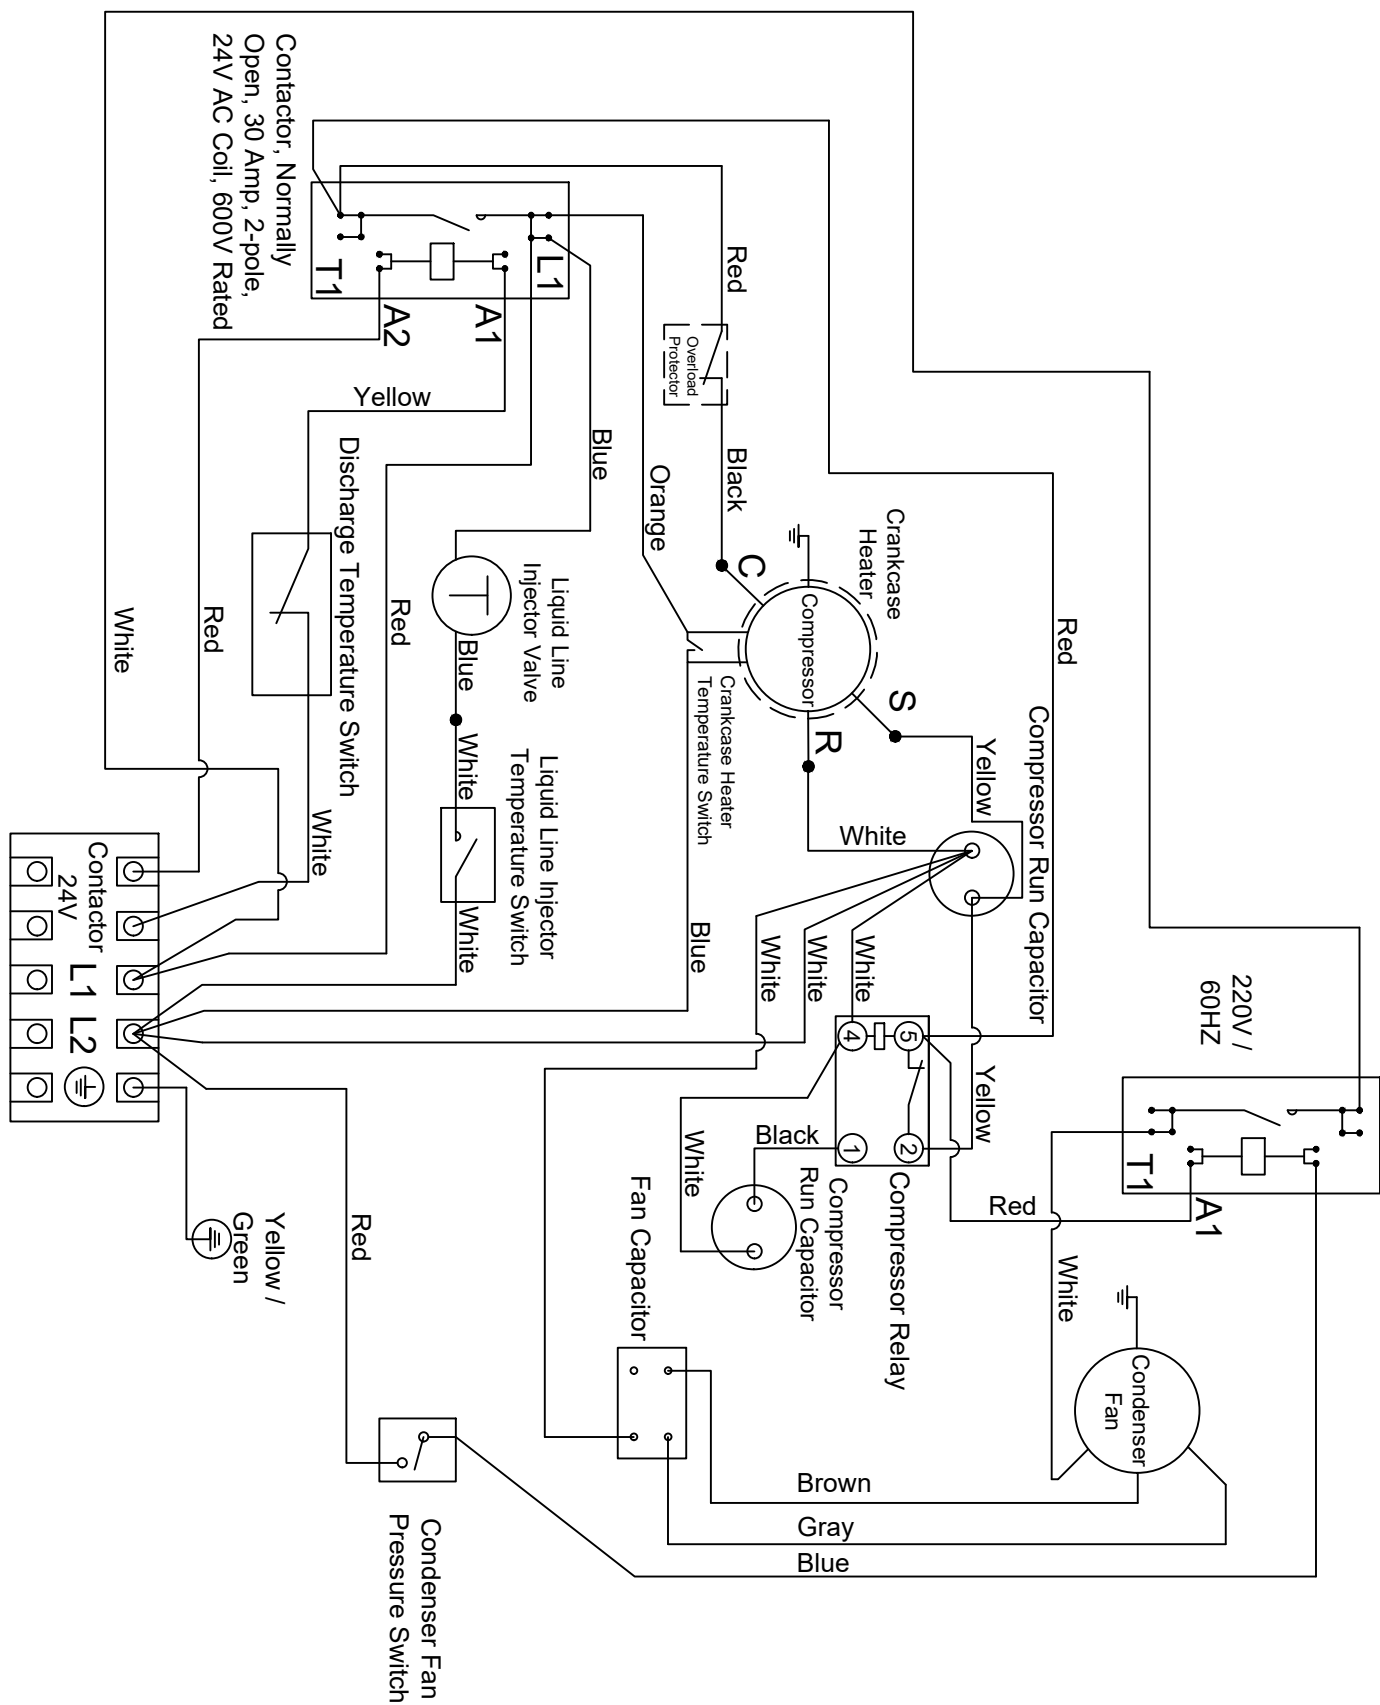 Contactor, Normally
Open, 30 Amp, 2-pole,
24V AC Coil, 600V Rated
T1
L1
A2
A1
Red
Overload
Protector
Black
Yellow
Blue
Orange
Discharge Temperature Switch
Red
White
Red
Liquid Line
Injector Valve
Blue
White
Liquid Line Injector
Temperature Switch
White
White
Crankcase
Heater
C
Compressor
S
R
Crankcase Heater
Temperature Switch
Red
Yellow
White
Compressor Run Capacitor
Blue
White
White
White
Contactor
24V
L1
L2
4
5
1
2
Yellow
Compressor Relay
Black
White
Compressor
Run Capacitor
220V /
60HZ
T1
A1
Red
White
Fan Capacitor
Yellow /
Green
Red
Condenser
Fan
Brown
Gray
Blue
Condenser Fan
Pressure Switch